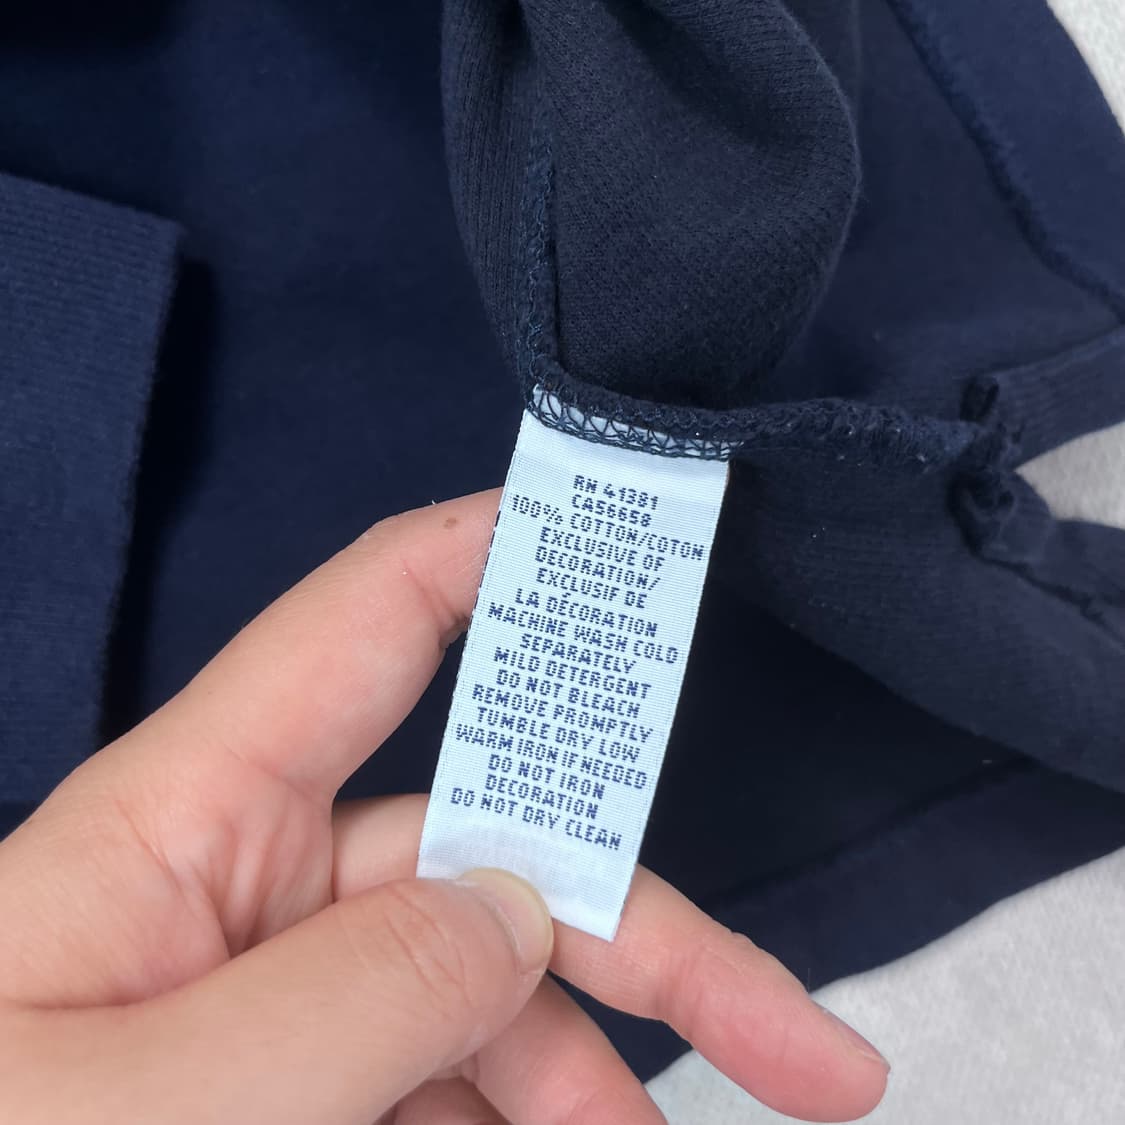 RN 41381
CA56658
100% COTTON/COTON
EXCLUSIVE OF
DECORATION/
EXCLUSIF DE
LA DÉCORATION
MACHINE WASH COLD
SEPARATELY
MILD DETERGENT
DO NOT BLEACH
REMOVE PROMPTLY
TUMBLE DRY LOW
WARM IRON IF NEEDED
DO NOT IRON
DECORATION
DO NOT DRY CLEAN